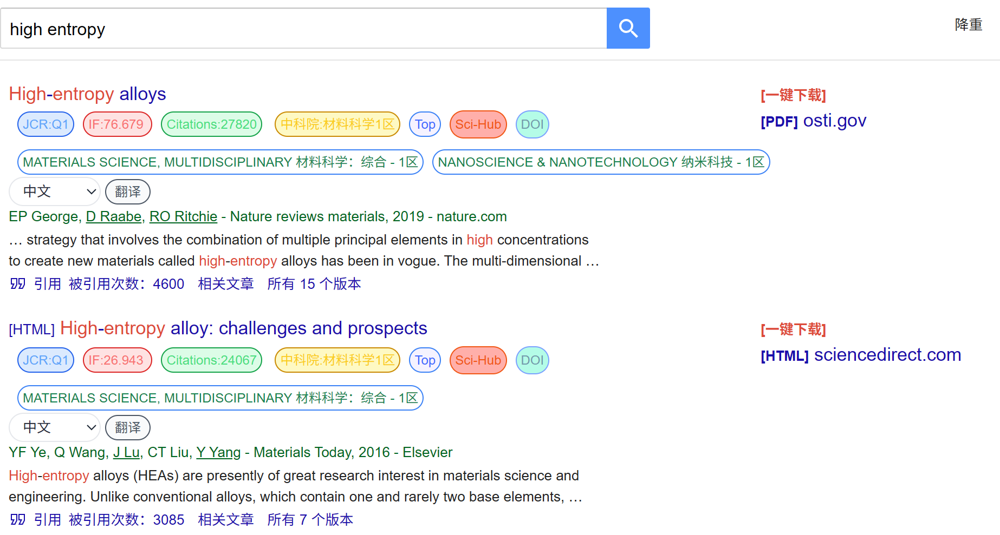 high entropy
降重
High-entropy alloys
[一键下载]
JCR:Q1 IF:76.679 Citations:27820 中科院:材料科学1区 Top Sci-Hub DOI
[PDF] osti.gov
MATERIALS SCIENCE, MULTIDISCIPLINARY 材料科学：综合 - 1区 NANOSCIENCE & NANOTECHNOLOGY 纳米科技 - 1区
中文 翻译
EP George, D Raabe, RO Ritchie - Nature reviews materials, 2019 - nature.com
… strategy that involves the combination of multiple principal elements in high concentrations
to create new materials called high-entropy alloys has been in vogue. The multi-dimensional …
引用 被引用次数：4600 相关文章 所有 15 个版本
[HTML] High-entropy alloy: challenges and prospects
[一键下载]
JCR:Q1 IF:26.943 Citations:24067 中科院:材料科学1区 Top Sci-Hub DOI
[HTML] sciencedirect.com
MATERIALS SCIENCE, MULTIDISCIPLINARY 材料科学：综合 - 1区
中文 翻译
YF Ye, Q Wang, J Lu, CT Liu, Y Yang - Materials Today, 2016 - Elsevier
High-entropy alloys (HEAs) are presently of great research interest in materials science and
engineering. Unlike conventional alloys, which contain one and rarely two base elements, …
引用 被引用次数：3085 相关文章 所有 7 个版本